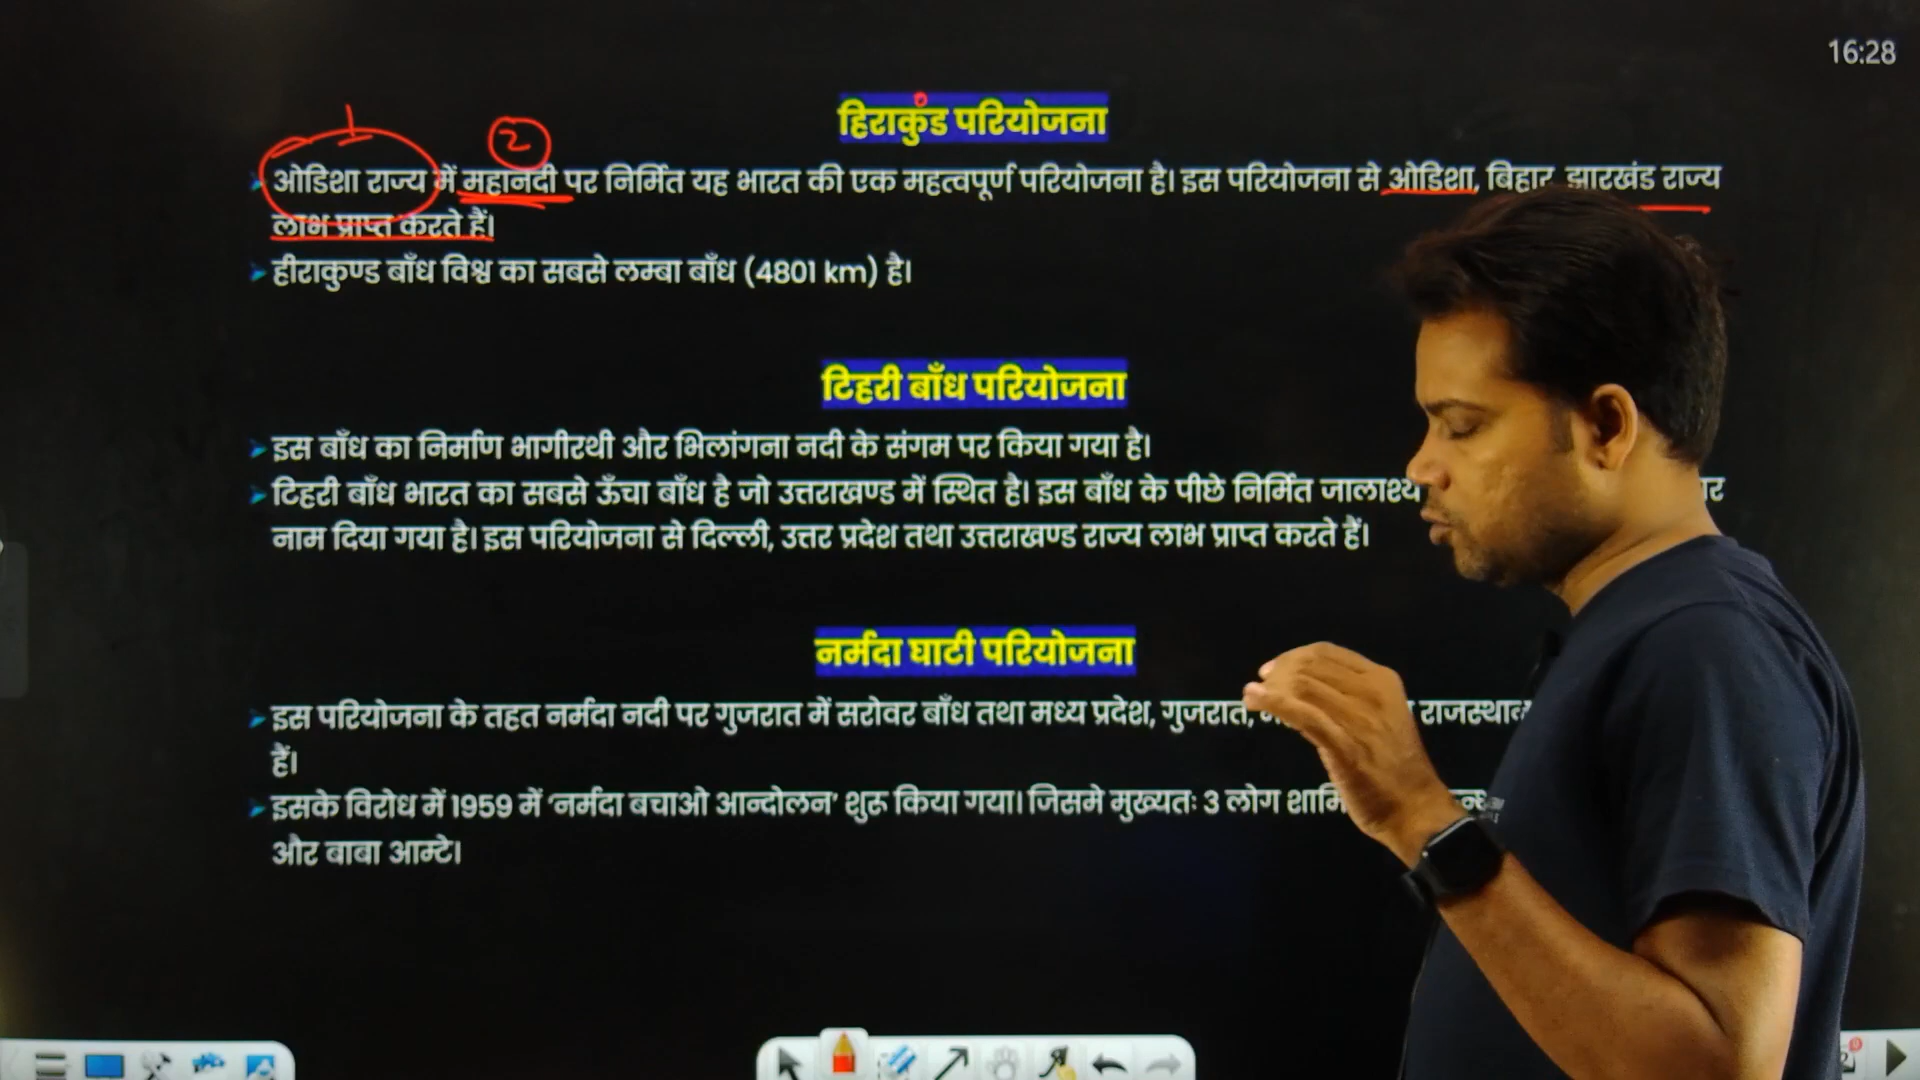 16:28
हिराकुंड परियोजना
1
2
ओडिशा राज्य में महानदी पर निर्मित यह भारत की एक महत्वपूर्ण परियोजना है। इस परियोजना से ओडिशा, बिहार, झारखंड राज्य
लाभ प्राप्त करते हैं।
हीराकुण्ड बाँध विश्व का सबसे लम्बा बाँध (4801 km) है।
टिहरी बाँध परियोजना
इस बाँध का निर्माण भागीरथी और भिलांगना नदी के संगम पर किया गया है।
टिहरी बाँध भारत का सबसे ऊँचा बाँध है जो उत्तराखण्ड में स्थित है। इस बाँध के पीछे निर्मित जालाश्य
नाम दिया गया है। इस परियोजना से दिल्ली, उत्तर प्रदेश तथा उत्तराखण्ड राज्य लाभ प्राप्त करते हैं।
नर्मदा घाटी परियोजना
इस परियोजना के तहत नर्मदा नदी पर गुजरात में सरोवर बाँध तथा मध्य प्रदेश, गुजरात, राजस्थान
हैं।
इसके विरोध में 1959 में ‘नर्मदा बचाओ आन्दोलन’ शुरू किया गया। जिसमे मुख्यतः 3 लोग
और बाबा आम्टे।